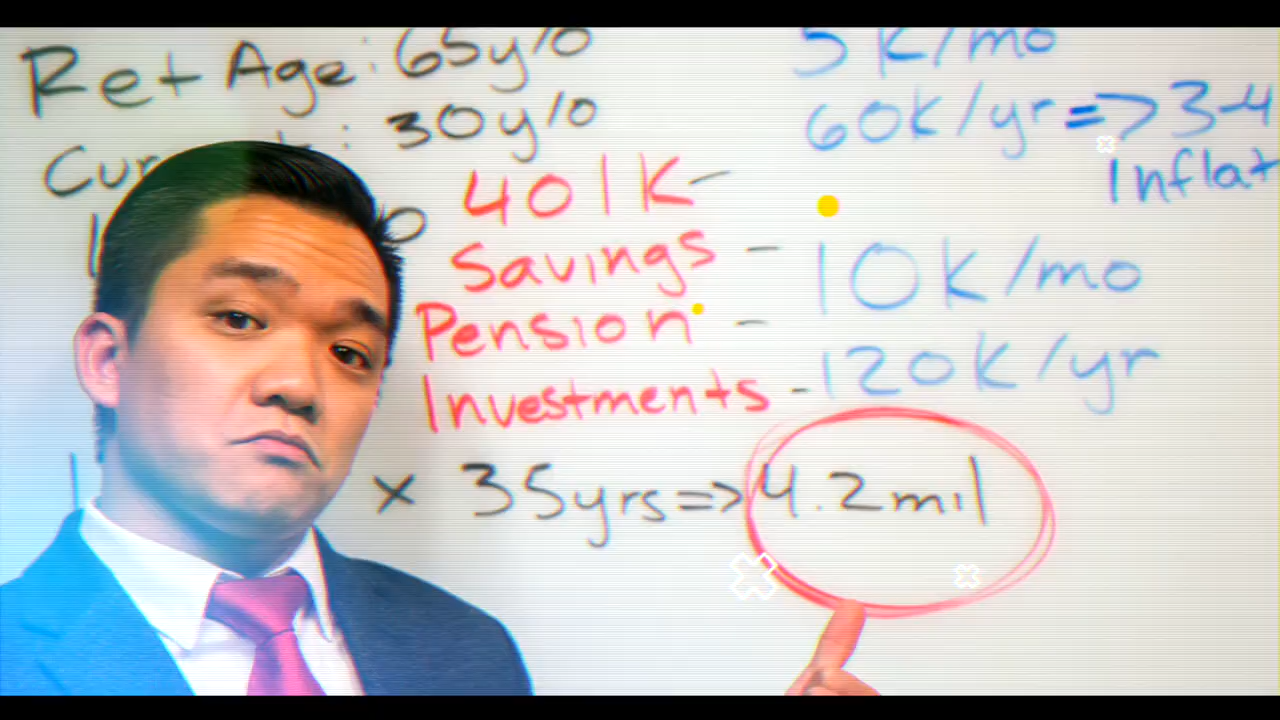 Ret Age: 65y/o
30y/o
401K-
Savings -
Pension -
Investments -
5K/mo
60K/yr => 3-4
10K/mo
120K/yr
x 35yrs => 4.2mil